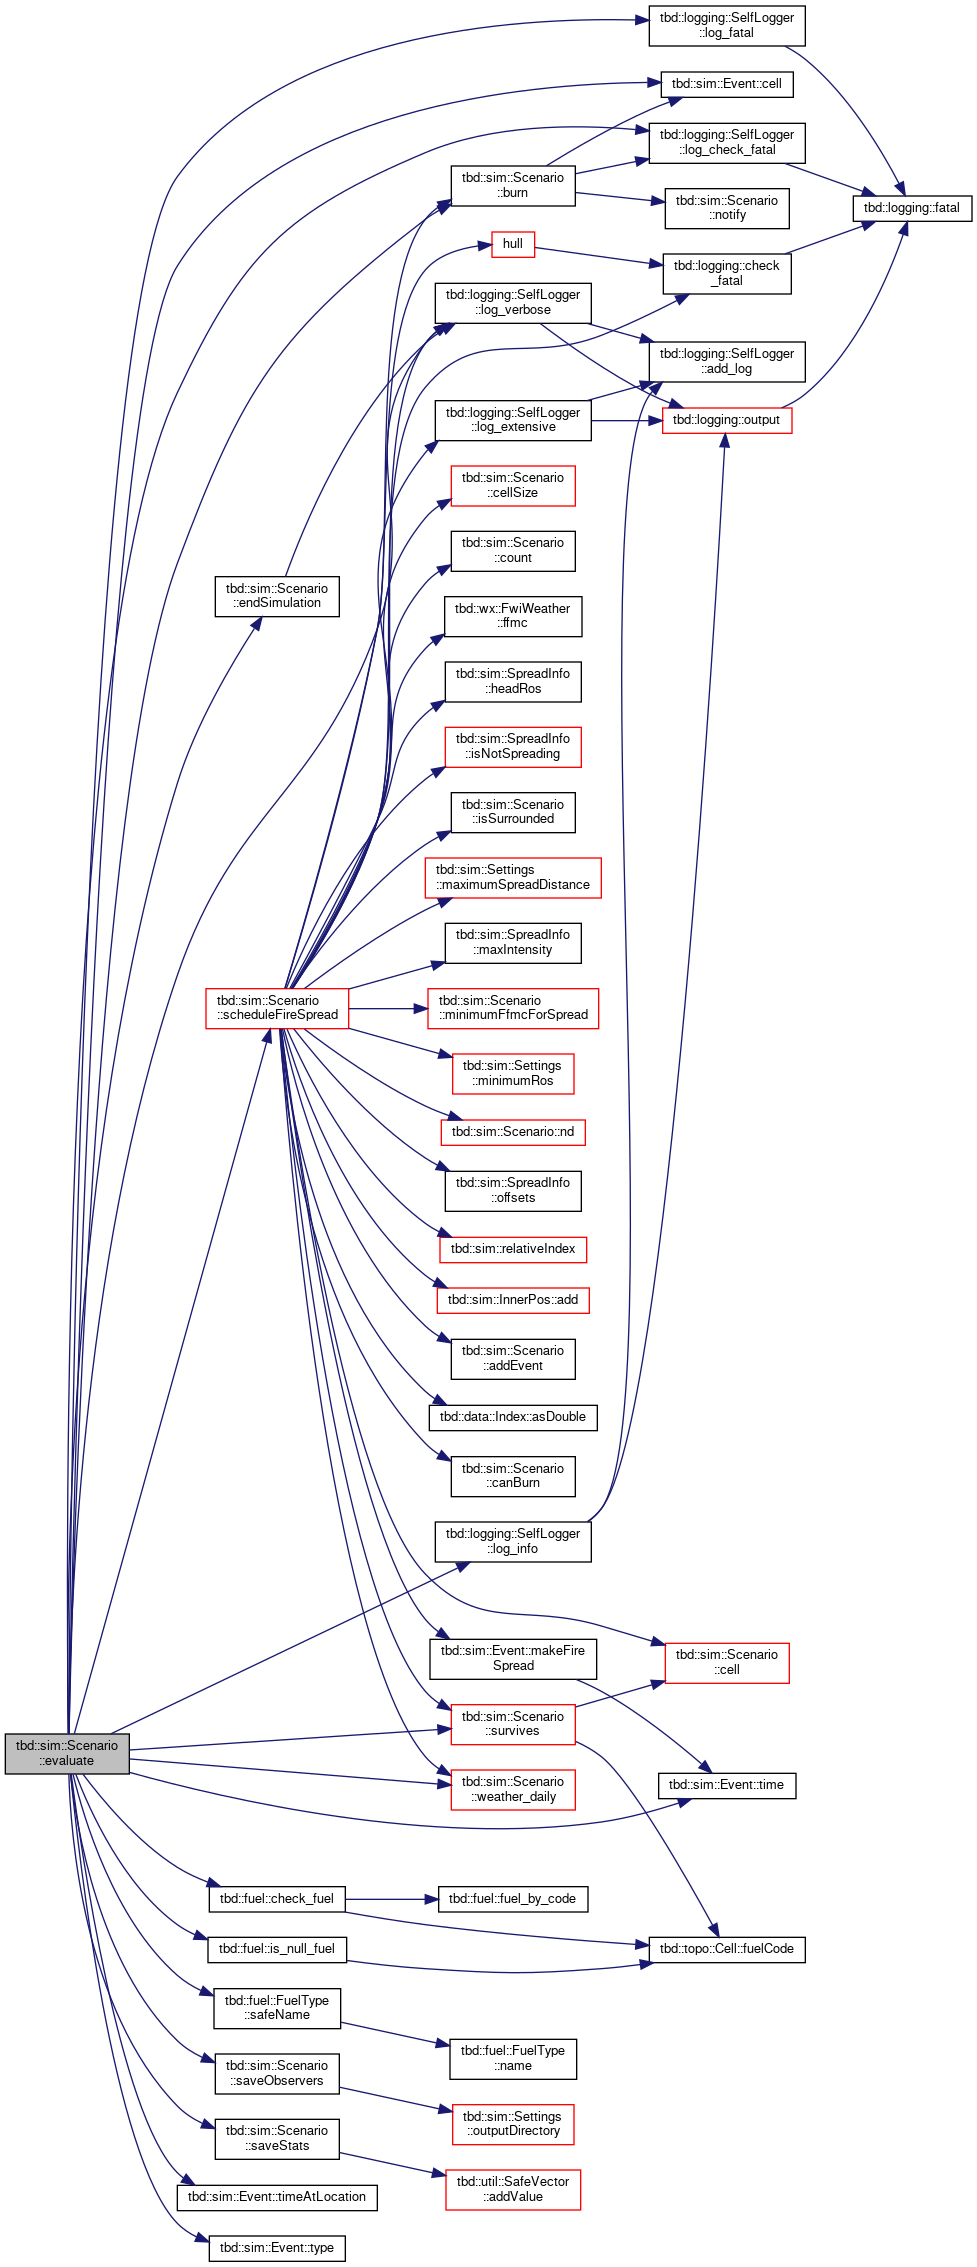 tbd::logging::SelfLogger
::log_fatal
tbd::sim::Event::cell
tbd::logging::SelfLogger
::log_check_fatal
tbd::sim::Scenario
::burn
tbd::sim::Scenario
::notify
tbd::logging::fatal
hull
tbd::logging::check
_fatal
tbd::logging::SelfLogger
::log_verbose
tbd::logging::SelfLogger
::add_log
tbd::logging::SelfLogger
::log_extensive
tbd::logging::output
tbd::sim::Scenario
::cellSize
tbd::sim::Scenario
::count
tbd::sim::Scenario
::endSimulation
tbd::wx::FwiWeather
::ffmc
tbd::sim::SpreadInfo
::headRos
tbd::sim::SpreadInfo
::isNotSpreading
tbd::sim::Scenario
::isSurrounded
tbd::sim::Settings
::maximumSpreadDistance
tbd::sim::SpreadInfo
::maxIntensity
tbd::sim::Scenario
::scheduleFireSpread
tbd::sim::Scenario
::minimumFfmcForSpread
tbd::sim::Settings
::minimumRos
tbd::sim::Scenario::nd
tbd::sim::SpreadInfo
::offsets
tbd::sim::relativeIndex
tbd::sim::InnerPos::add
tbd::sim::Scenario
::addEvent
tbd::data::Index::asDouble
tbd::sim::Scenario
::canBurn
tbd::logging::SelfLogger
::log_info
tbd::sim::Event::makeFire
Spread
tbd::sim::Scenario
::cell
tbd::sim::Scenario
::survives
tbd::sim::Scenario
::evaluate
tbd::sim::Scenario
::weather_daily
tbd::sim::Event::time
tbd::fuel::check_fuel
tbd::fuel::fuel_by_code
tbd::fuel::is_null_fuel
tbd::topo::Cell::fuelCode
tbd::fuel::FuelType
::safeName
tbd::fuel::FuelType
::name
tbd::sim::Scenario
::saveObservers
tbd::sim::Settings
::outputDirectory
tbd::sim::Scenario
::saveStats
tbd::util::SafeVector
::addValue
tbd::sim::Event::timeAtLocation
tbd::sim::Event::type